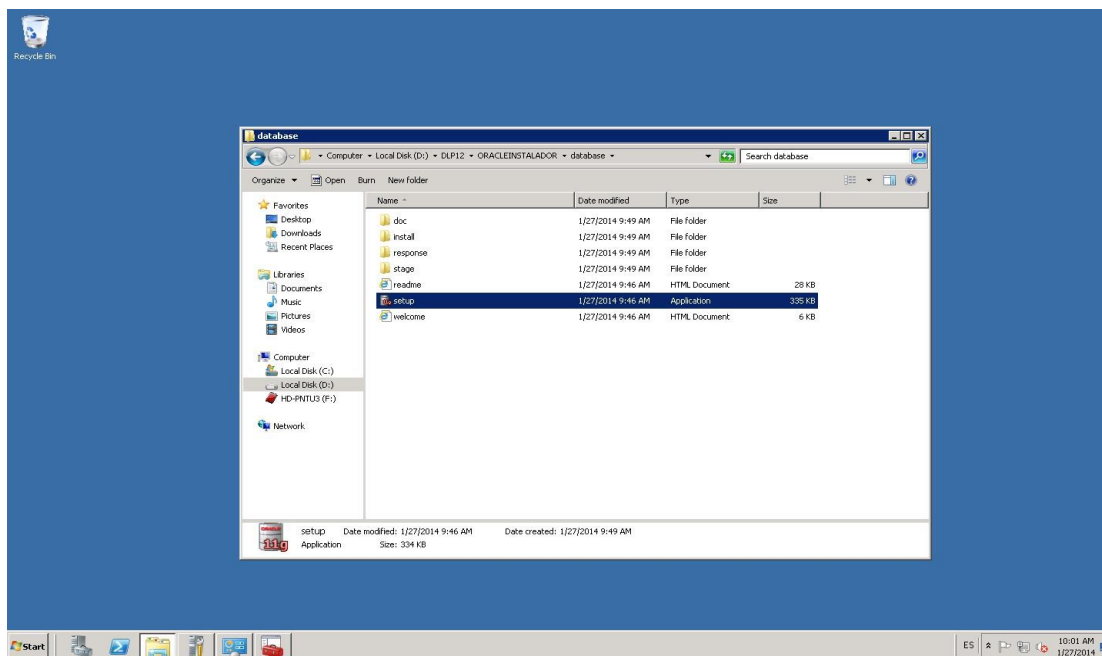 Recycle Bin
database
Computer Local Disk (D:) DLP12 ORACLEINSTALADOR database
Search database
Organize Open Burn New folder
Name Date modified Type Size
Favorites
Desktop
Downloads
Recent Places
Libraries
Documents
Music
Pictures
Videos
Computer
Local Disk (C:)
Local Disk (D:)
HD-PNTU3 (F:)
Network
doc 1/27/2014 9:49 AM File folder
install 1/27/2014 9:49 AM File folder
response 1/27/2014 9:49 AM File folder
stage 1/27/2014 9:49 AM File folder
readme 1/27/2014 9:46 AM HTML Document 28 KB
setup 1/27/2014 9:46 AM Application 335 KB
welcome 1/27/2014 9:46 AM HTML Document 6 KB
ORACLE
11g
setup Date modified: 1/27/2014 9:46 AM Date created: 1/27/2014 9:49 AM
Application Size: 334 KB
Start
ES
10:01 AM
1/27/2014